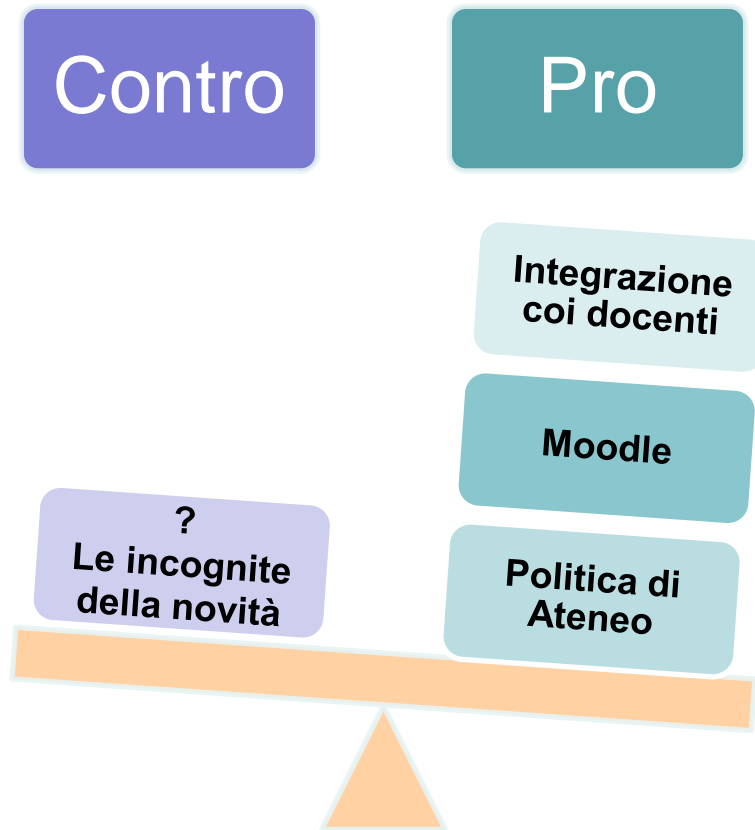 Contro
Pro
Integrazione
coi docenti
Moodle
Politica di
Ateneo
?
Le incognite
della novità